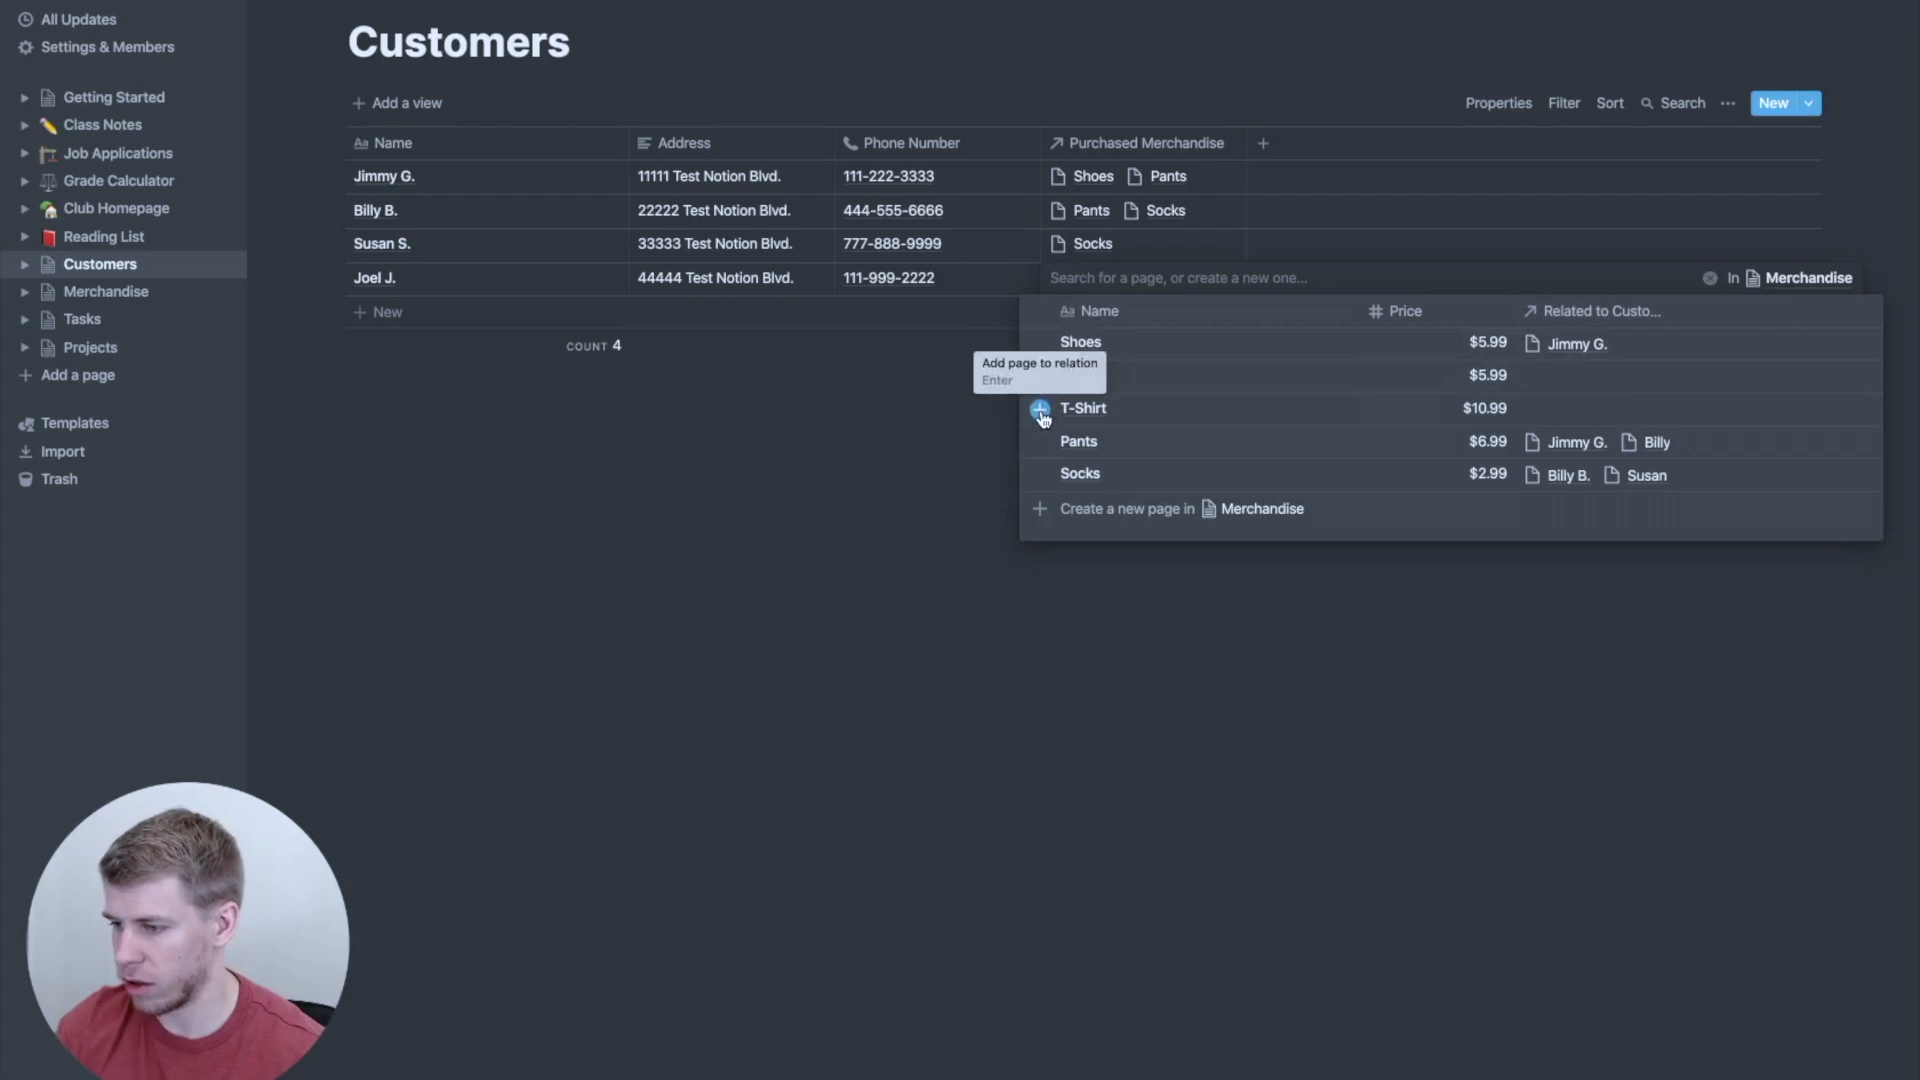 All Updates
Settings & Members
Getting Started
Class Notes
Job Applications
Grade Calculator
Club Homepage
Reading List
Customers
Merchandise
Tasks
Projects
Add a page
Templates
Import
Trash
Customers
Add a view
Properties Filter Sort Search ··· New
Aa Name Address Phone Number Purchased Merchandise
Jimmy G. 11111 Test Notion Blvd. 111-222-3333 Shoes Pants
Billy B. 22222 Test Notion Blvd. 444-555-6666 Pants Socks
Susan S. 33333 Test Notion Blvd. 777-888-9999 Socks
Joel J. 44444 Test Notion Blvd. 111-999-2222 Search for a page, or create a new one... In Merchandise
+ New
COUNT 4
Aa Name # Price Related to Custo...
Shoes $5.99 Jimmy G.
Add page to relation
Enter
$5.99
T-Shirt $10.99
Pants $6.99 Jimmy G. Billy
Socks $2.99 Billy B. Susan
+ Create a new page in Merchandise